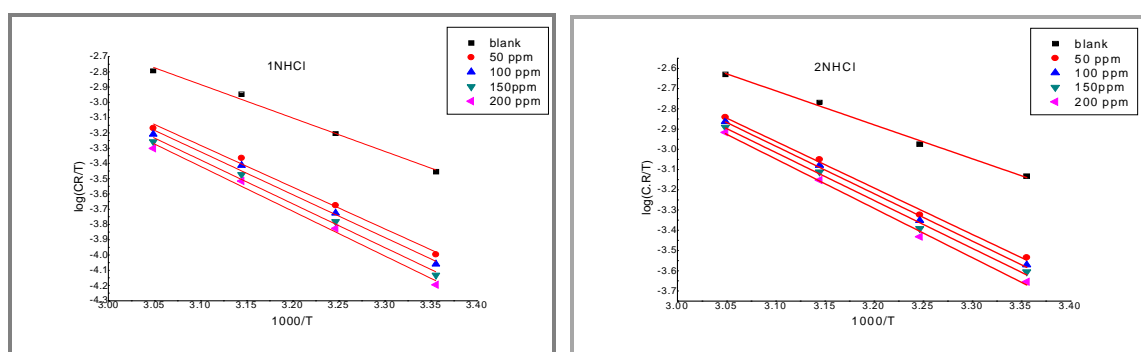 1NHCl
blank
50 ppm
100 ppm
150ppm
200 ppm
log(CR/T)
-2.7
-2.8
-2.9
-3.0
-3.1
-3.2
-3.3
-3.4
-3.5
-3.6
-3.7
-3.8
-3.9
-4.0
-4.1
-4.2
-4.3
3.00 3.05 3.10 3.15 3.20 3.25 3.30 3.35 3.40
1000/T
2NHCl
blank
50 ppm
100 ppm
150ppm
200 ppm
log(C.R/T)
-2.6
-2.7
-2.8
-2.9
-3.0
-3.1
-3.2
-3.3
-3.4
-3.5
-3.6
-3.7
3.00 3.05 3.10 3.15 3.20 3.25 3.30 3.35 3.40
1000/T